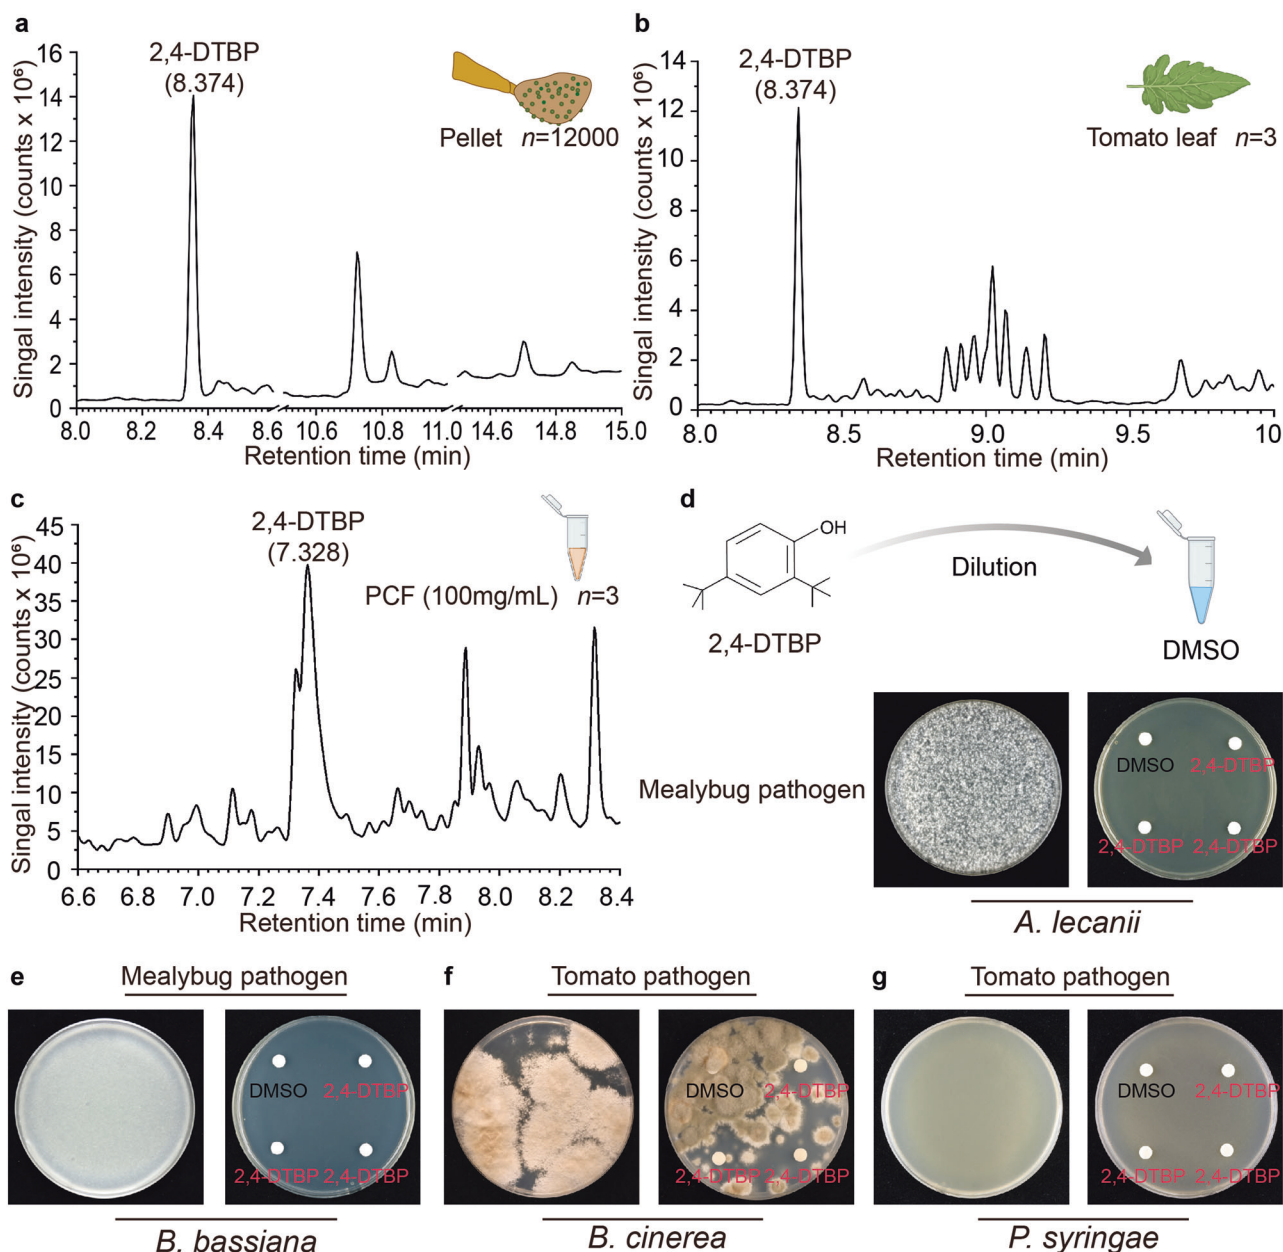 a
2,4-DTBP
(8.374)
Pellet n=12000
Singal intensity (counts x 10⁶)
16
14
12
10
8
6
4
2
0
8.0 8.2 8.4 8.6 10.6 10.8 11.0 14.6 14.8 15.0
Retention time (min)
b
2,4-DTBP
(8.374)
Tomato leaf n=3
Singal intensity (counts x 10⁶)
14
12
10
8
6
4
2
0
8.0 8.5 9.0 9.5 10
Retention time (min)
c
2,4-DTBP
(7.328)
PCF (100mg/mL) n=3
Singal intensity (counts x 10⁶)
45
40
35
30
25
20
15
10
5
0
6.6 6.8 7.0 7.2 7.4 7.6 7.8 8.0 8.2 8.4
Retention time (min)
d
OH
2,4-DTBP
Dilution
DMSO
Mealybug pathogen
DMSO 2,4-DTBP
2,4-DTBP 2,4-DTBP
A. lecanii
e
Mealybug pathogen
DMSO 2,4-DTBP
2,4-DTBP 2,4-DTBP
B. bassiana
f
Tomato pathogen
DMSO 2,4-DTBP
2,4-DTBP 2,4-DTBP
B. cinerea
g
Tomato pathogen
DMSO 2,4-DTBP
2,4-DTBP 2,4-DTBP
P. syringae